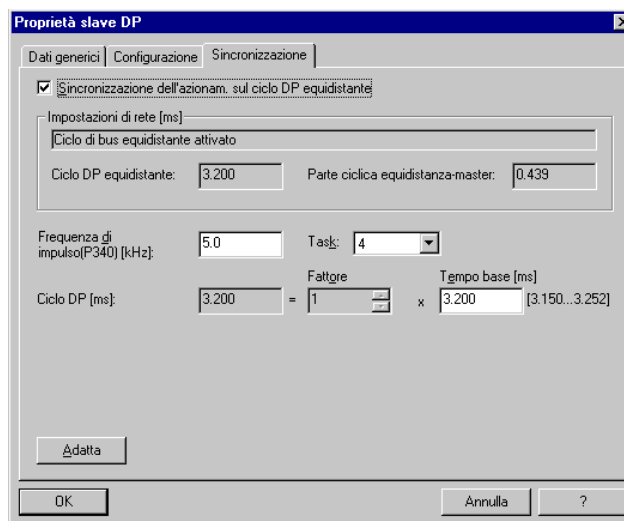 Proprietà slave DP
Dati generici Configurazione Sincronizzazione
Sincronizzazione dell'azionam. sul ciclo DP equidistante
Impostazioni di rete [ms]
Ciclo di bus equidistante attivato
Ciclo DP equidistante: 3.200 Parte ciclica equidistanza-master: 0.439
Frequenza di
impulso(P340) [kHz]: 5.0 Task: 4
Fattore Tempo base [ms]
Ciclo DP [ms]: 3.200 = 1 x 3.200 [3.150...3.252]
Adatta
OK Annulla ?